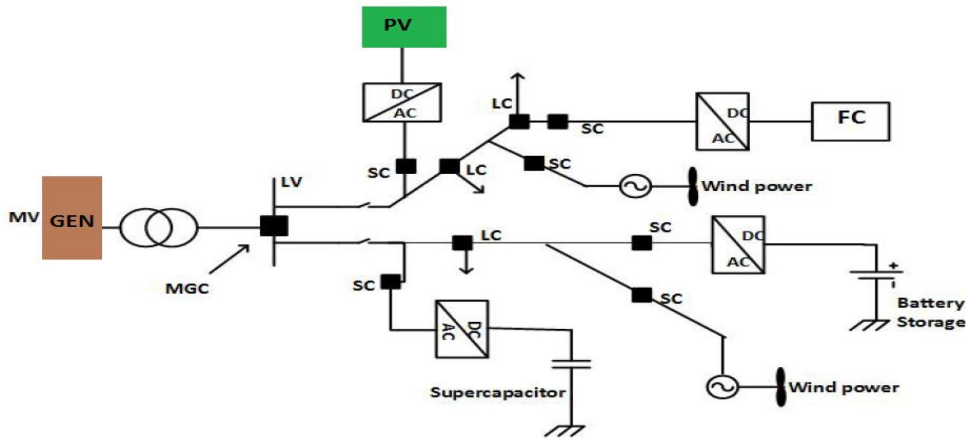 PV
DC
AC
LC
SC
DC
AC
FC
SC
LC
SC
Wind power
LV
MV
GEN
MGC
LC
SC
DC
AC
SC
SC
Battery
Storage
AC
DC
Supercapacitor
Wind power